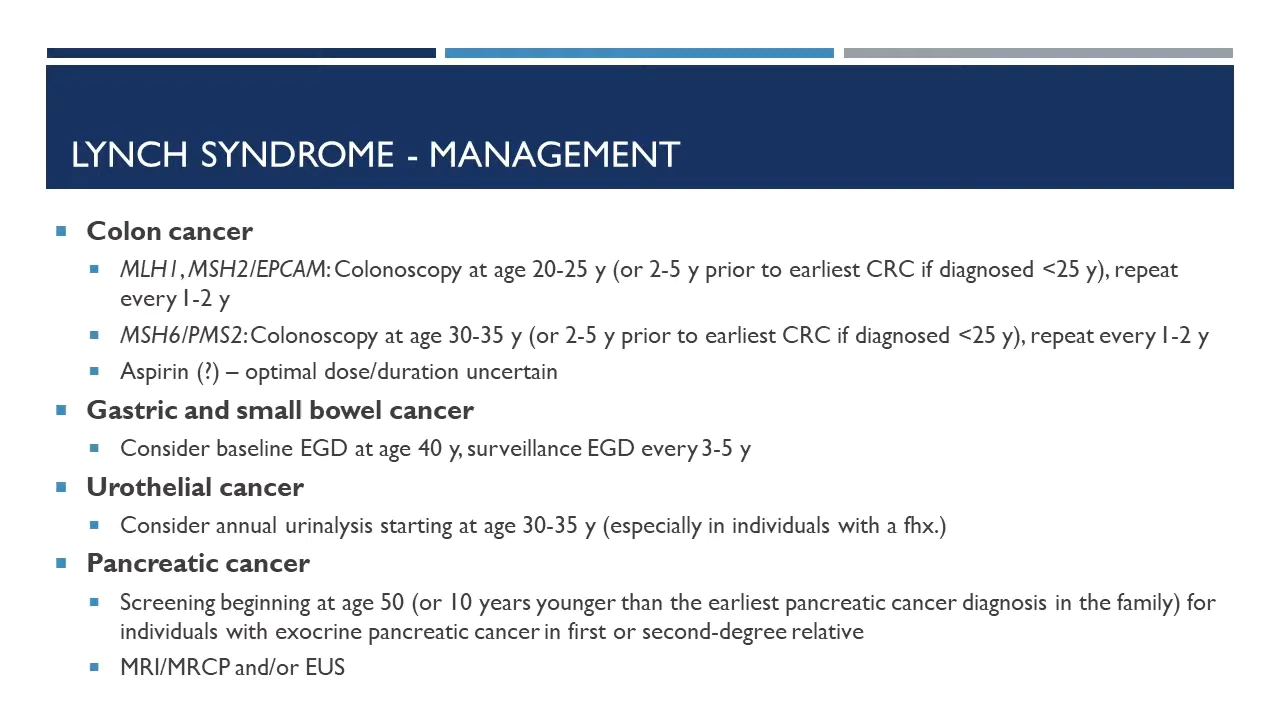 LYNCH SYNDROME - MANAGEMENT
Colon cancer
MLH1, MSH2/EPCAM: Colonoscopy at age 20-25 y (or 2-5 y prior to earliest CRC if diagnosed <25 y), repeat
every 1-2 y
MSH6/PMS2: Colonoscopy at age 30-35 y (or 2-5 y prior to earliest CRC if diagnosed <25 y), repeat every 1-2 y
Aspirin (?) – optimal dose/duration uncertain
Gastric and small bowel cancer
Consider baseline EGD at age 40 y, surveillance EGD every 3-5 y
Urothelial cancer
Consider annual urinalysis starting at age 30-35 y (especially in individuals with a fhx.)
Pancreatic cancer
Screening beginning at age 50 (or 10 years younger than the earliest pancreatic cancer diagnosis in the family) for
individuals with exocrine pancreatic cancer in first or second-degree relative
MRI/MRCP and/or EUS